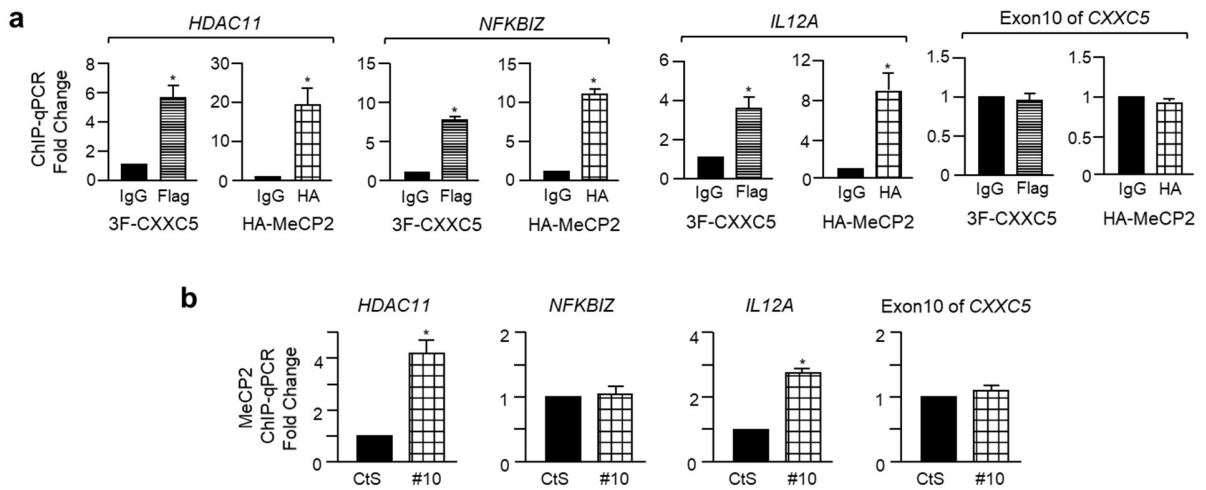 a
HDAC11
NFKBIZ
IL12A
Exon10 of CXXC5
ChIP-qPCR
Fold Change
8
6
4
2
0
IgG Flag
3F-CXXC5
30
20
10
0
IgG HA
HA-MeCP2
15
10
5
0
IgG Flag
3F-CXXC5
15
10
5
0
IgG HA
HA-MeCP2
6
4
2
0
IgG Flag
3F-CXXC5
12
9
6
3
0
IgG HA
HA-MeCP2
1.5
1
0.5
0
IgG Flag
3F-CXXC5
1.5
1
0.5
0
IgG HA
HA-MeCP2
* * * * * *
b
HDAC11
NFKBIZ
IL12A
Exon10 of CXXC5
MeCP2
ChIP-qPCR
Fold Change
4
2
0
CtS #10
2
1
0
CtS #10
4
2
0
CtS #10
2
1
0
CtS #10
* *